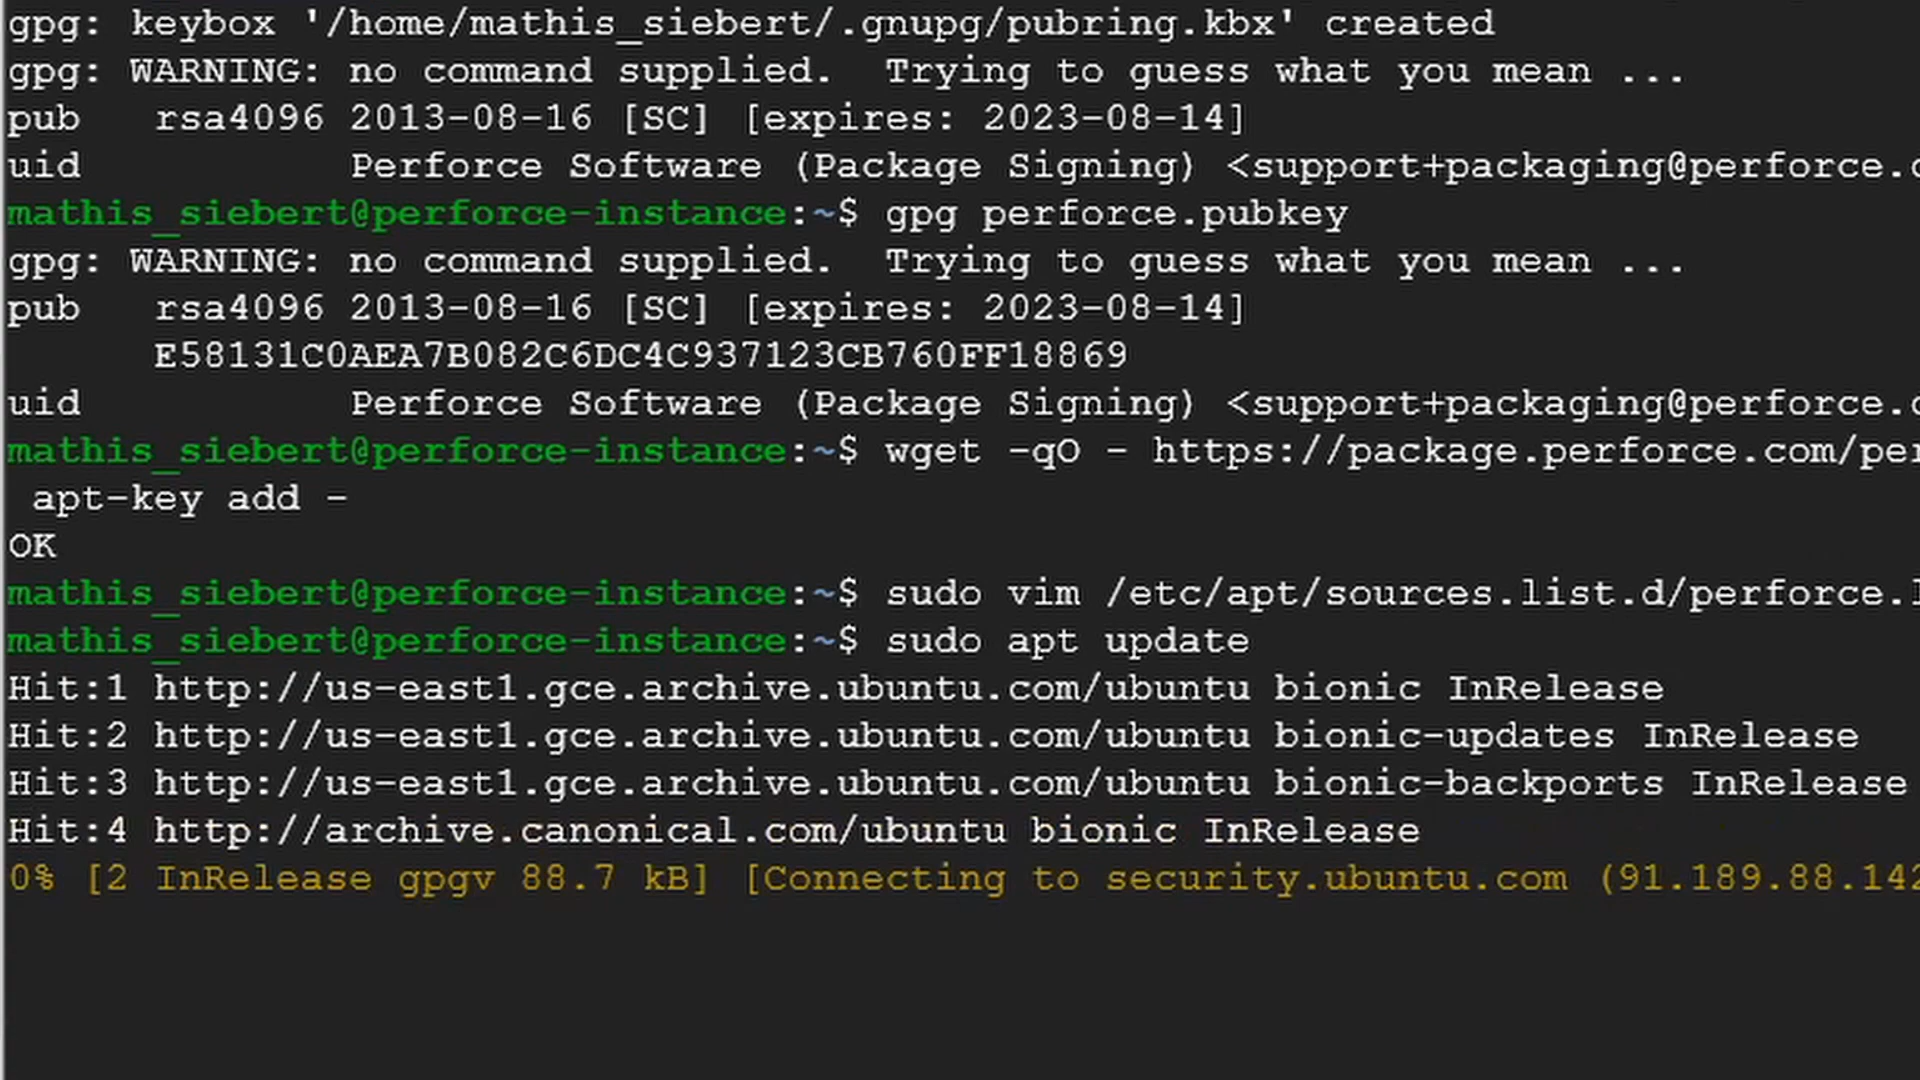 gpg: keybox '/home/mathis_siebert/.gnupg/pubring.kbx' created
gpg: WARNING: no command supplied.  Trying to guess what you mean ...
pub   rsa4096 2013-08-16 [SC] [expires: 2023-08-14]
uid           Perforce Software (Package Signing) <support+packaging@perforce.
mathis_siebert@perforce-instance:~$ gpg perforce.pubkey
gpg: WARNING: no command supplied.  Trying to guess what you mean ...
pub   rsa4096 2013-08-16 [SC] [expires: 2023-08-14]
      E58131C0AEA7B082C6DC4C937123CB760FF18869
uid           Perforce Software (Package Signing) <support+packaging@perforce.
mathis_siebert@perforce-instance:~$ wget -qO - https://package.perforce.com/per
 apt-key add -
OK
mathis_siebert@perforce-instance:~$ sudo vim /etc/apt/sources.list.d/perforce.l
mathis_siebert@perforce-instance:~$ sudo apt update
Hit:1 http://us-east1.gce.archive.ubuntu.com/ubuntu bionic InRelease
Hit:2 http://us-east1.gce.archive.ubuntu.com/ubuntu bionic-updates InRelease
Hit:3 http://us-east1.gce.archive.ubuntu.com/ubuntu bionic-backports InRelease
Hit:4 http://archive.canonical.com/ubuntu bionic InRelease
0% [2 InRelease gpgv 88.7 kB] [Connecting to security.ubuntu.com (91.189.88.142